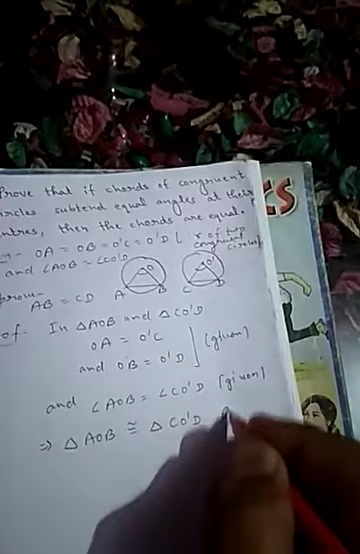 Prove that if chords of congruent
circles subtend equal angles at their
centres, then the chords are equal.
OA = OB = O'C = O'D [∵ r of two congruent circles]
and ∠AOB = ∠CO'D
AB = CD
O O'
A B C D
In △AOB and △CO'D
OA = O'C
and OB = O'D ] (given)
and ∠AOB = ∠CO'D [given]
⇒ △AOB ≅ △CO'D
CS